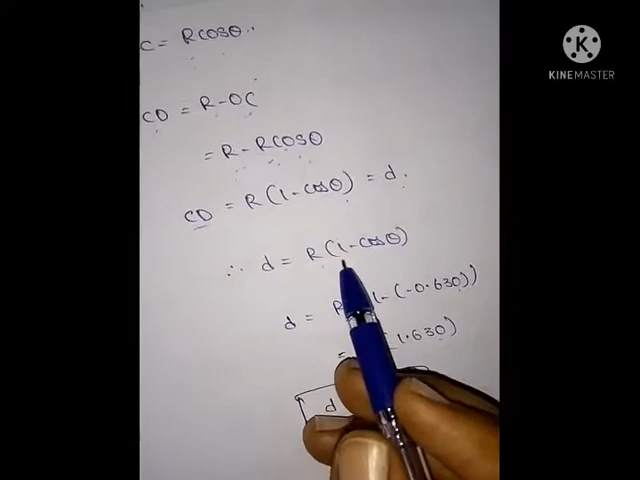 C = RCOSθ..
K
KINEMASTER
CD = R - OC
= R - RCOSθ
CD = R(1 - cosθ) = d.
∴ d = R(1 - cosθ)
d = R 1 - (-0.630))
= (1.630)
d